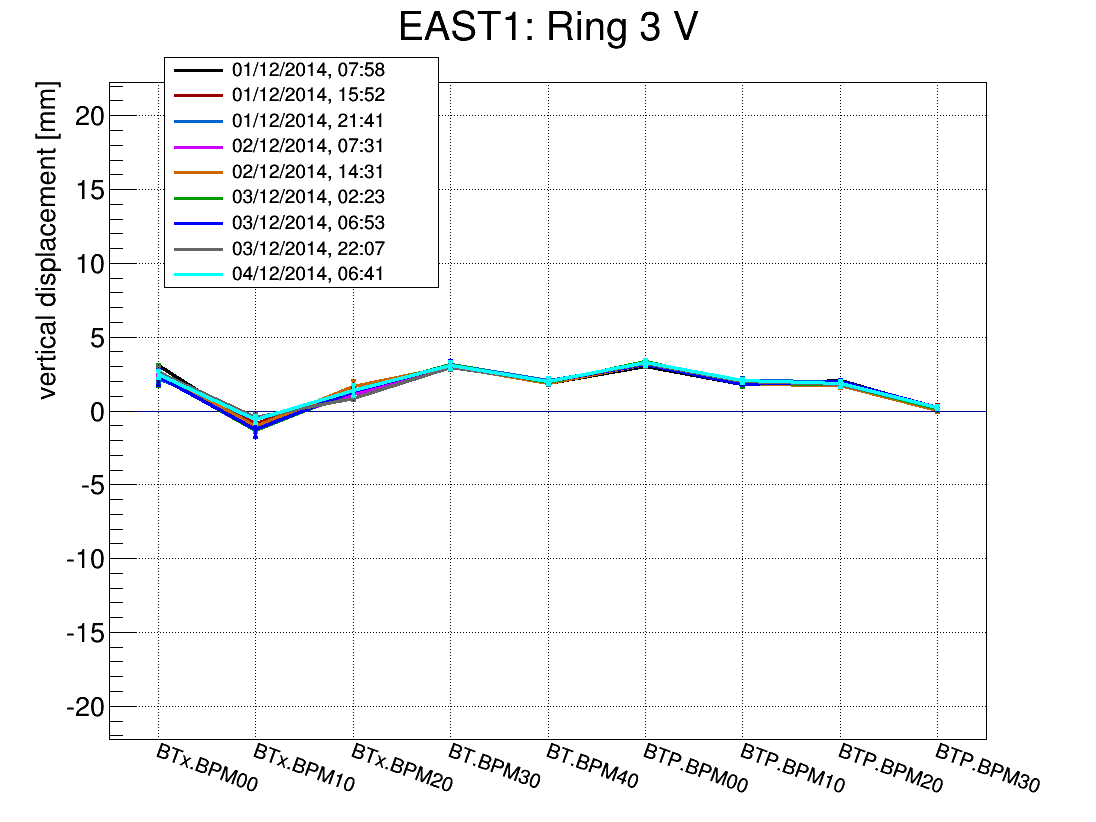 EAST1: Ring 3 V
vertical displacement [mm]
01/12/2014, 07:58
01/12/2014, 15:52
01/12/2014, 21:41
02/12/2014, 07:31
02/12/2014, 14:31
03/12/2014, 02:23
03/12/2014, 06:53
03/12/2014, 22:07
04/12/2014, 06:41
20
15
10
5
0
-5
-10
-15
-20
BTx.BPM00
BTx.BPM10
BTx.BPM20
BT.BPM30
BT.BPM40
BTP.BPM00
BTP.BPM10
BTP.BPM20
BTP.BPM30